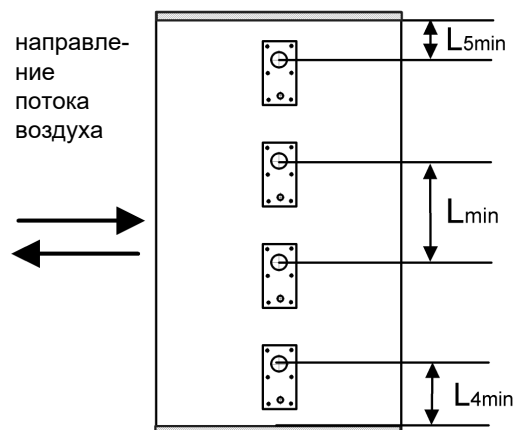 направле-
ние
потока
воздуха
L5min
Lmin
L4min